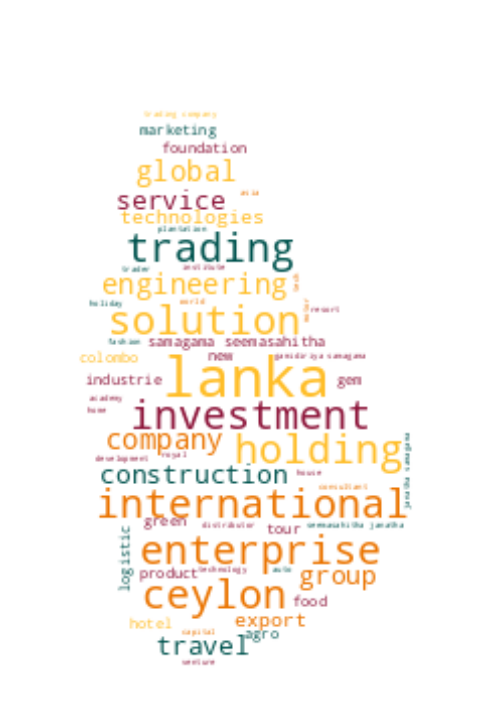 trading company
marketing
foundation
global
asia
service
technologies
plantation
trading
trader institute
engineering
world
holiday
resort
solution
fashion samagama seemasahitha
colombo new gamidiriya samagama
lanka
industrie gem
academy
home
investment
company holding
development royal
janatha samagama
construction house
consultant
international
green distributor tour seemasahitha janatha
logistic
enterprise
product technology auto group
ceylon food
hotel export
capital agro
travel
venture